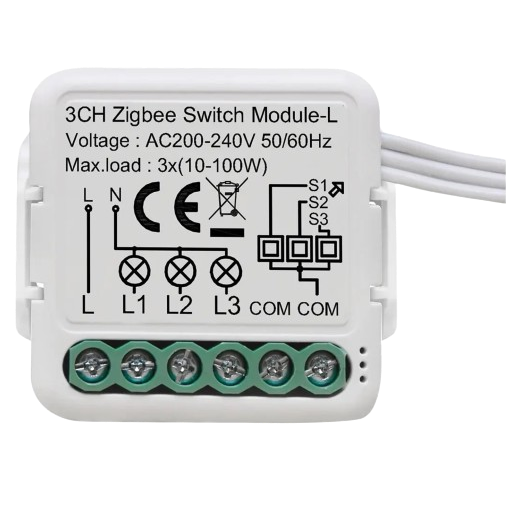 3CH Zigbee Switch Module-L
Voltage : AC200-240V 50/60Hz
Max.load : 3x(10-100W)
L N CE S1
S2
S3
L L1 L2 L3 COM COM